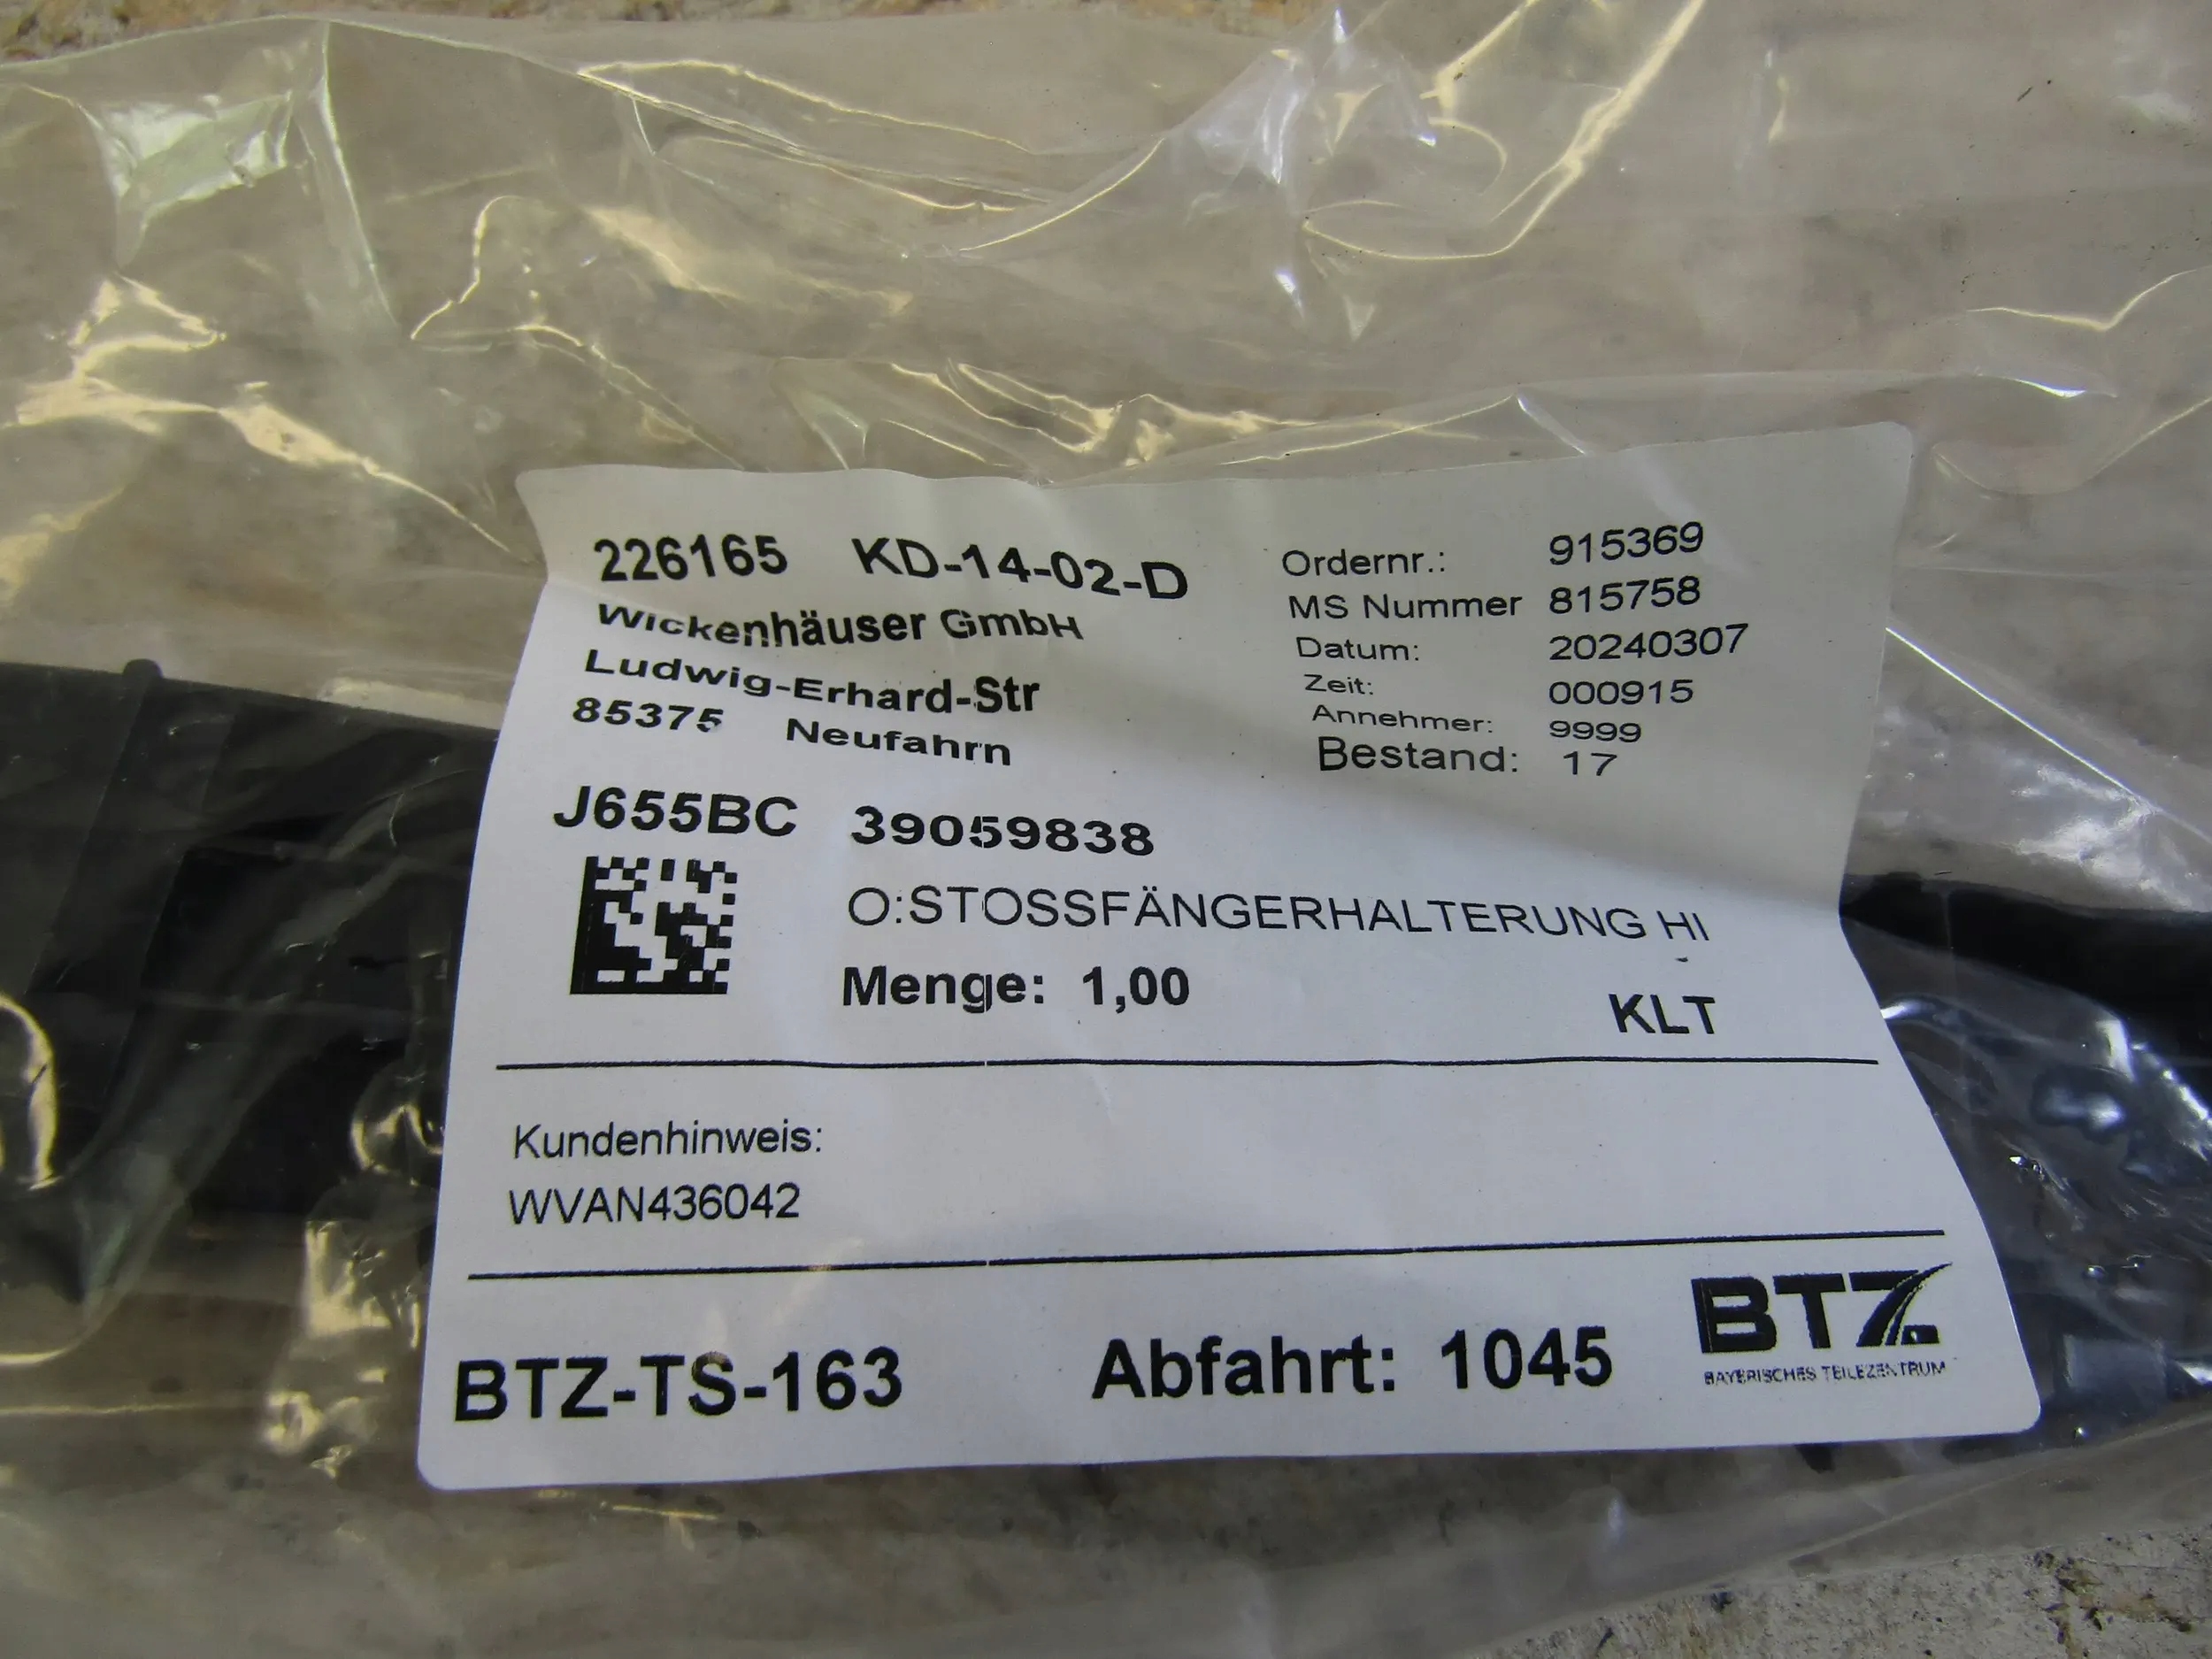 226165 KD-14-02-D
Wickenhäuser GmbH
Ludwig-Erhard-Str
85375 Neufahrn
Ordernr.: 915369
MS Nummer 815758
Datum: 20240307
Zeit: 000915
Annehmer: 9999
Bestand: 17
J655BC 39059838
O:STOSSFÄNGERHALTERUNG HI
Menge: 1,00
KLT
Kundenhinweis:
WVAN436042
BTZ-TS-163 Abfahrt: 1045
BTZ
BAYERISCHES TEILEZENTRUM